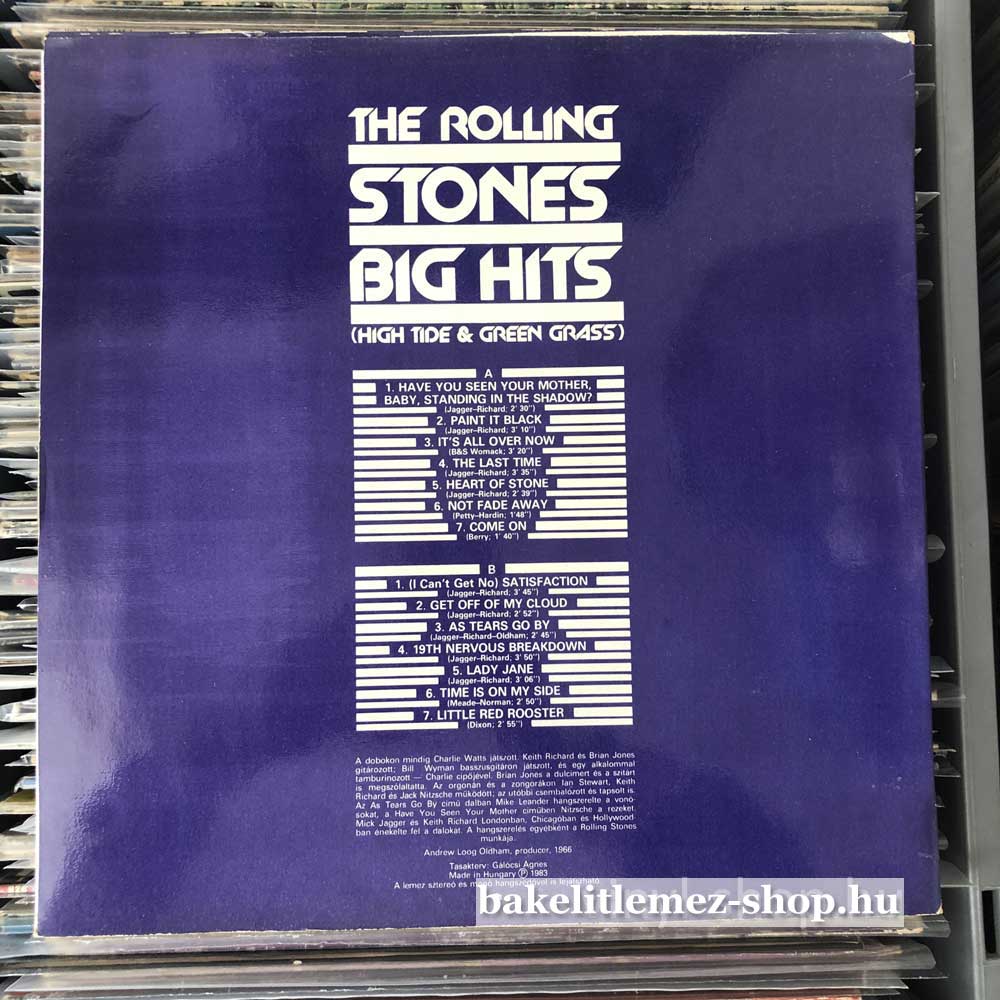 THE ROLLING
STONES
BIG HITS
(HIGH TIDE & GREEN GRASS)
A
1. HAVE YOU SEEN YOUR MOTHER,
BABY, STANDING IN THE SHADOW?
(Jagger–Richard; 2' 30'')
2. PAINT IT BLACK
(Jagger–Richard; 3' 10'')
3. IT'S ALL OVER NOW
(B&S Womack; 3' 20'')
4. THE LAST TIME
(Jagger–Richard; 3' 35'')
5. HEART OF STONE
(Jagger–Richard; 2' 39'')
6. NOT FADE AWAY
(Petty–Hardin; 1'48'')
7. COME ON
(Berry; 1' 40'')
B
1. (I Can't Get No) SATISFACTION
(Jagger–Richard; 3' 45'')
2. GET OFF OF MY CLOUD
(Jagger–Richard; 2' 52'')
3. AS TEARS GO BY
(Jagger–Richard–Oldham; 2' 45'')
4. 19TH NERVOUS BREAKDOWN
(Jagger–Richard; 3' 50'')
5. LADY JANE
(Jagger–Richard; 3' 06'')
6. TIME IS ON MY SIDE
(Meade–Norman; 2' 50'')
7. LITTLE RED ROOSTER
(Dixon; 2' 55'')
A dobokon mindig Charlie Watts játszott. Keith Richard és Brian Jones
gitározott; Bill Wyman basszusgitáron játszott, és egy alkalommal
tamburinozott — Charlie cipőjével. Brian Jones a dulcimert és a szitárt
is megszólaltatta. Az orgonán és a zongorákon Ian Stewart, Keith
Richard és Jack Nitzsche működött; az utóbbi csembalózott és tapsolt is.
Az As Tears Go By című dalban Mike Leander hangszerelte a vonó-
sokat, a Have You Seen Your Mother címűben Nitzsche a rezeket.
Mick Jagger és Keith Richard Londonban, Chicagóban és Hollywood-
ban énekelte fel a dalokat. A hangszerelés egyébként a Rolling Stones
munkája.
Andrew Loog Oldham, producer, 1966
Tasakterv: Gálócsi Ágnes
Made in Hungary Ⓟ 1983
A lemez sztereó és monó hangszedővel is lejátszható
bakelitlemez-shop.hu